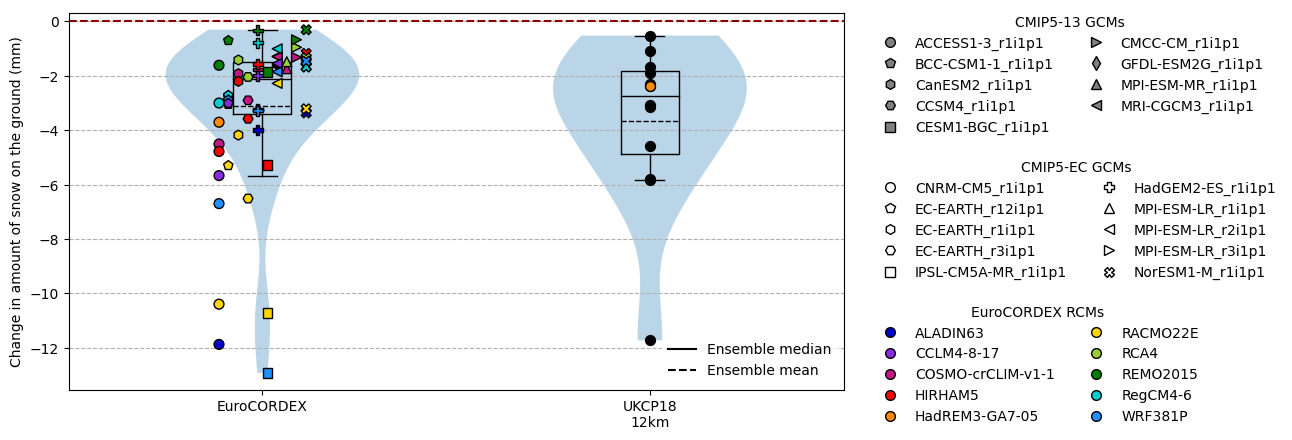 Change in amount of snow on the ground (mm)
0
−2
−4
−6
−8
−10
−12
EuroCORDEX
UKCP18
12km
Ensemble median
Ensemble mean
CMIP5-13 GCMs
ACCESS1-3_r1i1p1
BCC-CSM1-1_r1i1p1
CanESM2_r1i1p1
CCSM4_r1i1p1
CESM1-BGC_r1i1p1
CMCC-CM_r1i1p1
GFDL-ESM2G_r1i1p1
MPI-ESM-MR_r1i1p1
MRI-CGCM3_r1i1p1
CMIP5-EC GCMs
CNRM-CM5_r1i1p1
EC-EARTH_r12i1p1
EC-EARTH_r1i1p1
EC-EARTH_r3i1p1
IPSL-CM5A-MR_r1i1p1
HadGEM2-ES_r1i1p1
MPI-ESM-LR_r1i1p1
MPI-ESM-LR_r2i1p1
MPI-ESM-LR_r3i1p1
NorESM1-M_r1i1p1
EuroCORDEX RCMs
ALADIN63
CCLM4-8-17
COSMO-crCLIM-v1-1
HIRHAM5
HadREM3-GA7-05
RACMO22E
RCA4
REMO2015
RegCM4-6
WRF381P